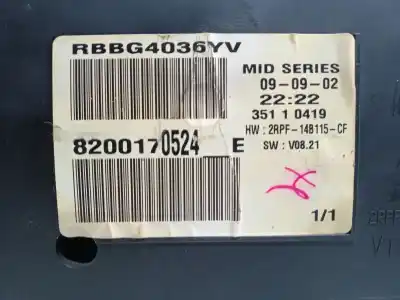 RBBG4036YV
MID SERIES
09-09-02
22:22
351 1 0419
HW : 2RPF-14B115-CF
SW : V08.21
8200170524__E
1/1